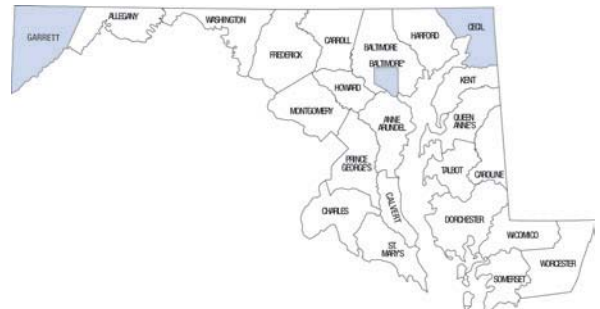 GARRETT
ALLEGANY
WASHINGTON
FREDERICK
CARROLL
BALTIMORE
BALTIMORE*
HARFORD
CECIL
KENT
HOWARD
MONTGOMERY
ANNE
ARUNDEL
QUEEN
ANNE'S
PRINCE
GEORGE'S
TALBOT
CAROLINE
CALVERT
CHARLES
ST.
MARY'S
DORCHESTER
WICOMICO
SOMERSET
WORCESTER